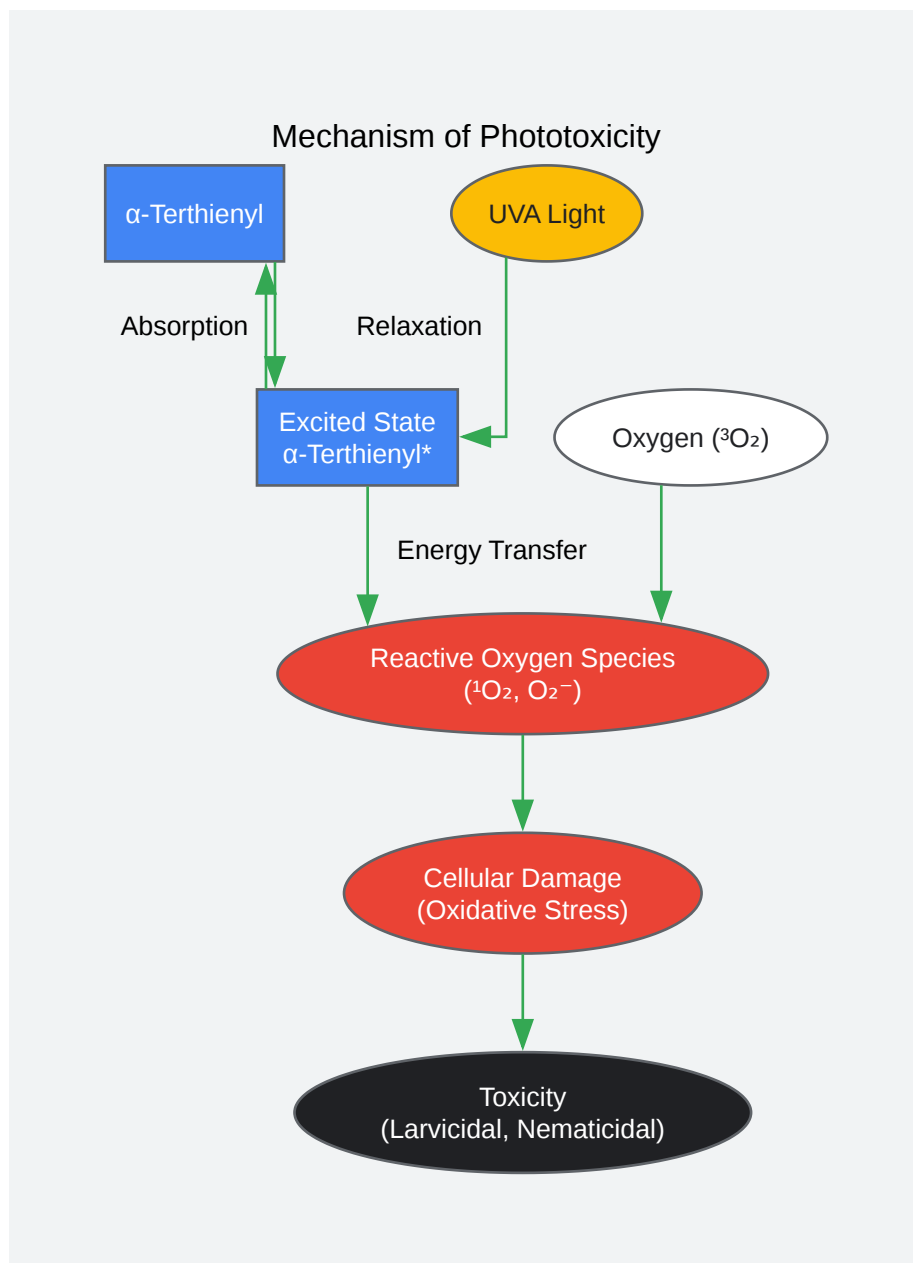 Mechanism of Phototoxicity
α-Terthienyl
UVA Light
Absorption
Relaxation
Excited State
α-Terthienyl*
Oxygen (³O₂)
Energy Transfer
Reactive Oxygen Species
(¹O₂, O₂⁻)
Cellular Damage
(Oxidative Stress)
Toxicity
(Larvicidal, Nematicidal)